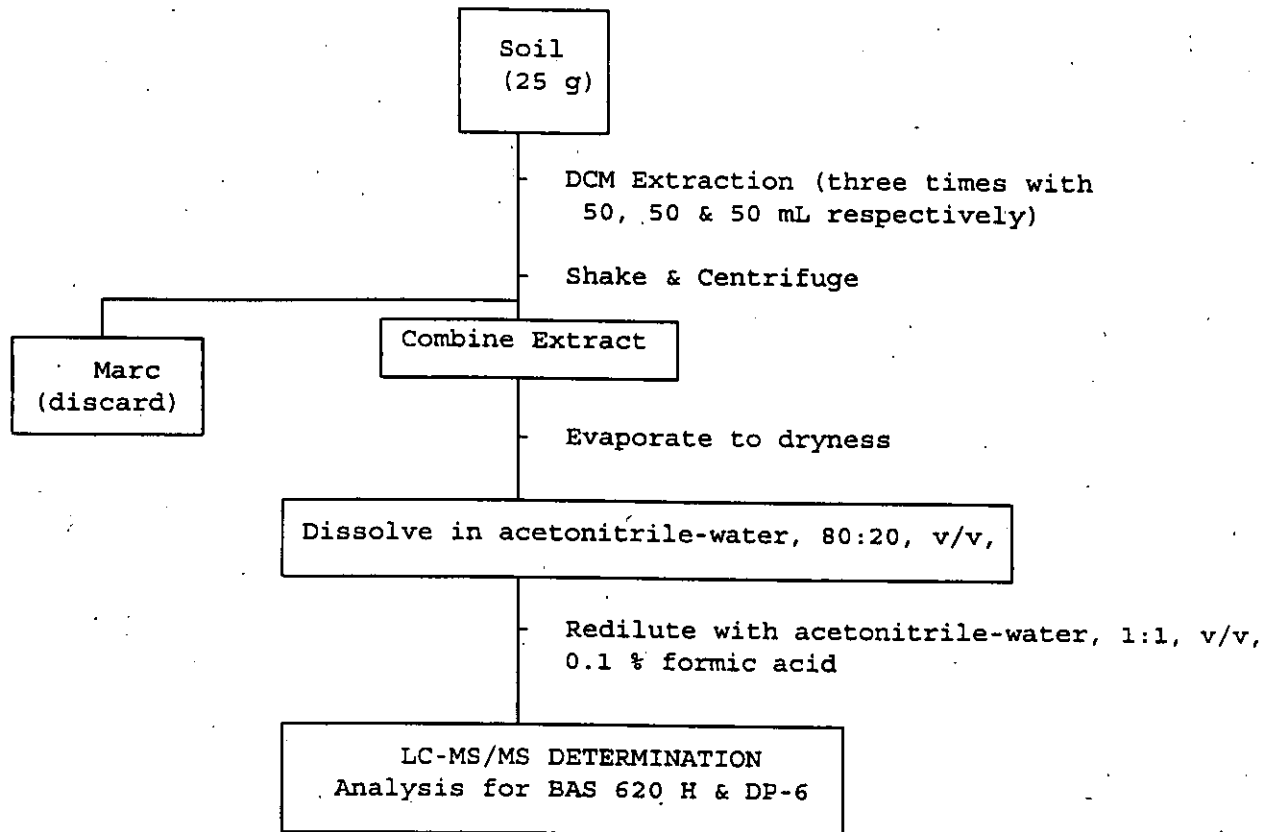 Soil
(25 g)
DCM Extraction (three times with
50, 50 & 50 mL respectively)
Shake & Centrifuge
Combine Extract
Marc
(discard)
Evaporate to dryness
Dissolve in acetonitrile-water, 80:20, v/v,
Redilute with acetonitrile-water, 1:1, v/v,
0.1 % formic acid
LC-MS/MS DETERMINATION
Analysis for BAS 620 H & DP-6